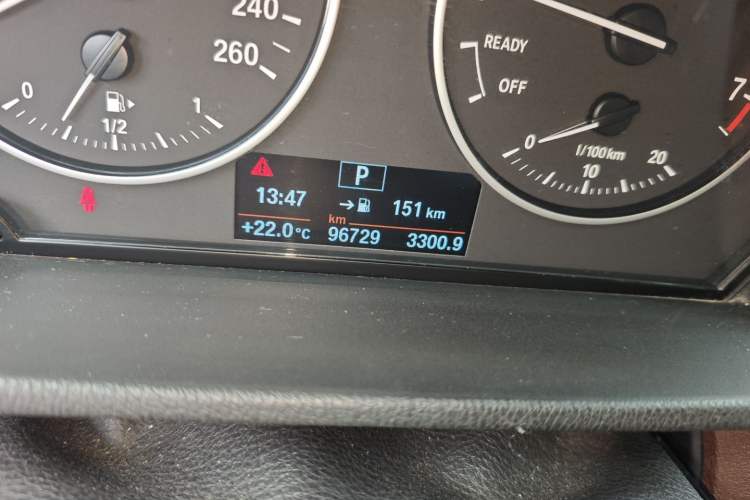 240
260
0
1/2
1
READY
OFF
0
l/100km
10
20
7
P
13:47
151 km
km
+22.0°C 96729 3300.9